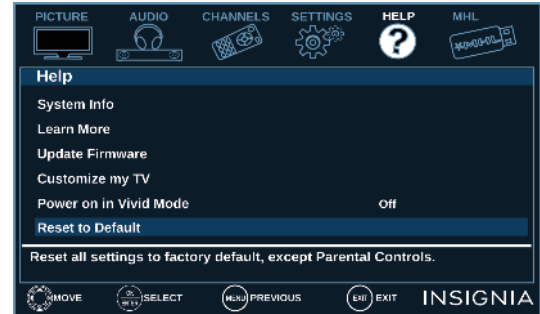 PICTURE AUDIO CHANNELS SETTINGS HELP MHL
?
Help
System Info
Learn More
Update Firmware
Customize my TV
Power on in Vivid Mode Off
Reset to Default
Reset all settings to factory default, except Parental Controls.
MOVE OK ENTER SELECT MENU PREVIOUS EXIT EXIT INSIGNIA